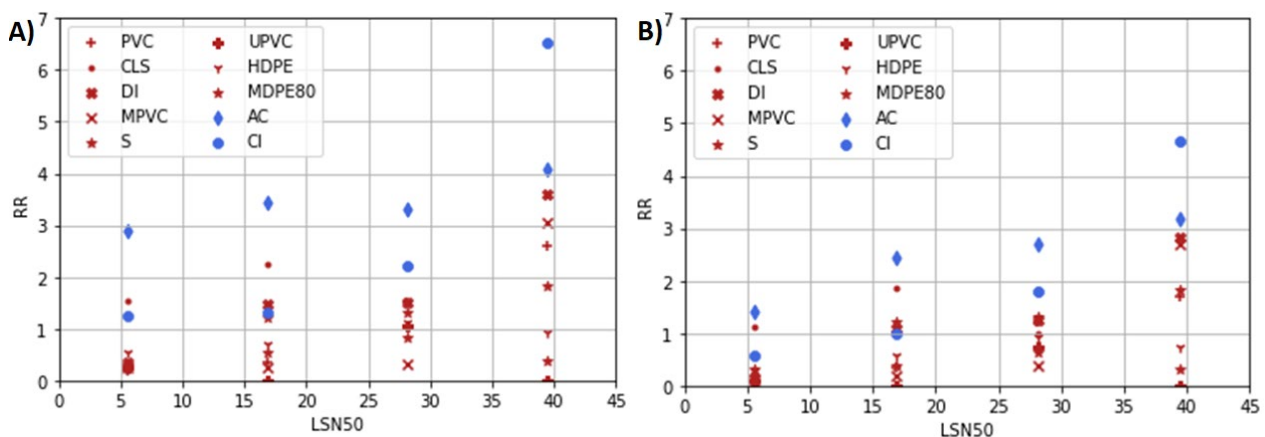 A)
7
6
5
4
3
2
1
0
RR
PVC
CLS
DI
MPVC
S
UPVC
HDPE
MDPE80
AC
CI
0 5 10 15 20 25 30 35 40 45
LSN50
B)
7
6
5
4
3
2
1
0
RR
PVC
CLS
DI
MPVC
S
UPVC
HDPE
MDPE80
AC
CI
0 5 10 15 20 25 30 35 40 45
LSN50